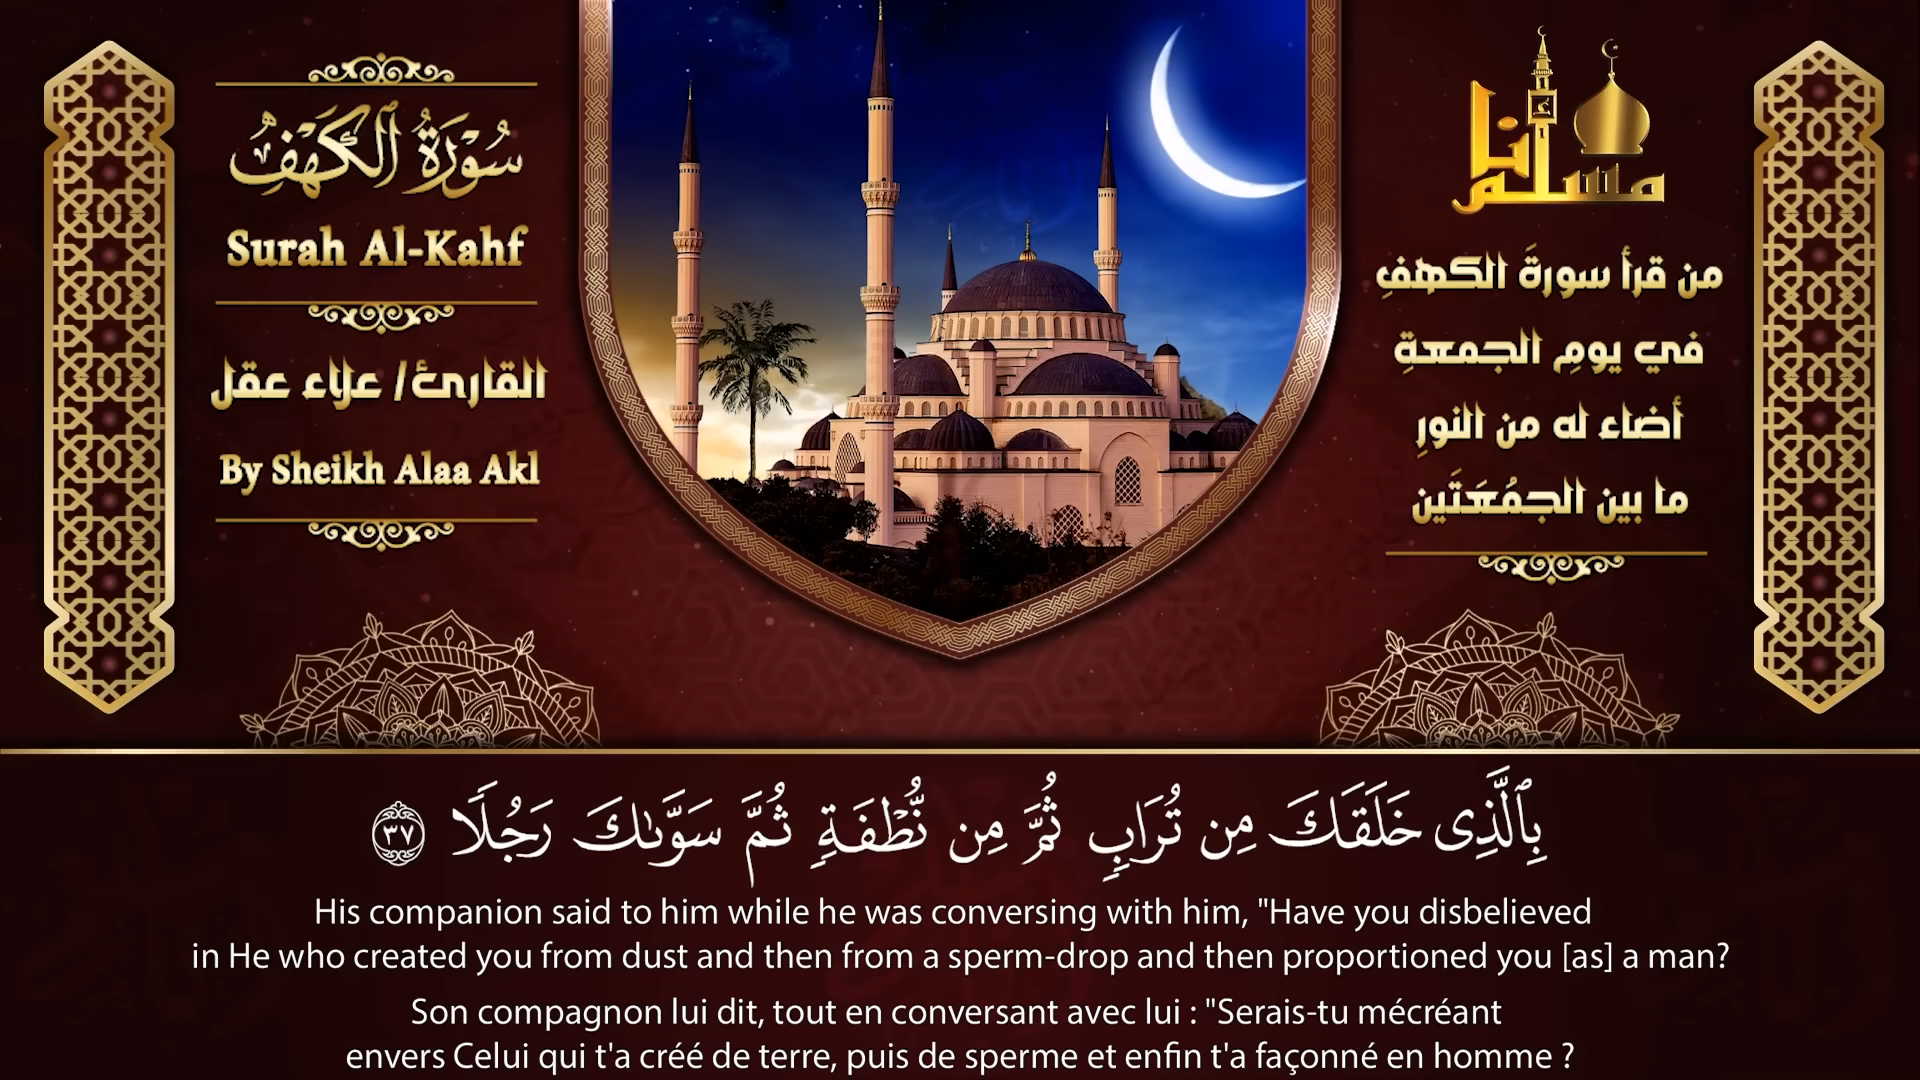 سُورَةُ الكَهْفِ
Surah Al-Kahf
القارئ/ علاء عقل
By Sheikh Alaa Akl
أنا
مسلم
من قرأ سورةَ الكهفِ
في يومِ الجمعةِ
أضاء له من النورِ
ما بين الجمُعَتَين
بِٱلَّذِى خَلَقَكَ مِن تُرَابٍ ثُمَّ مِن نُّطْفَةٍ ثُمَّ سَوَّىٰكَ رَجُلًا ٣٧
His companion said to him while he was conversing with him, "Have you disbelieved
in He who created you from dust and then from a sperm-drop and then proportioned you [as] a man?
Son compagnon lui dit, tout en conversant avec lui : "Serais-tu mécréant
envers Celui qui t'a créé de terre, puis de sperme et enfin t'a façonné en homme ?